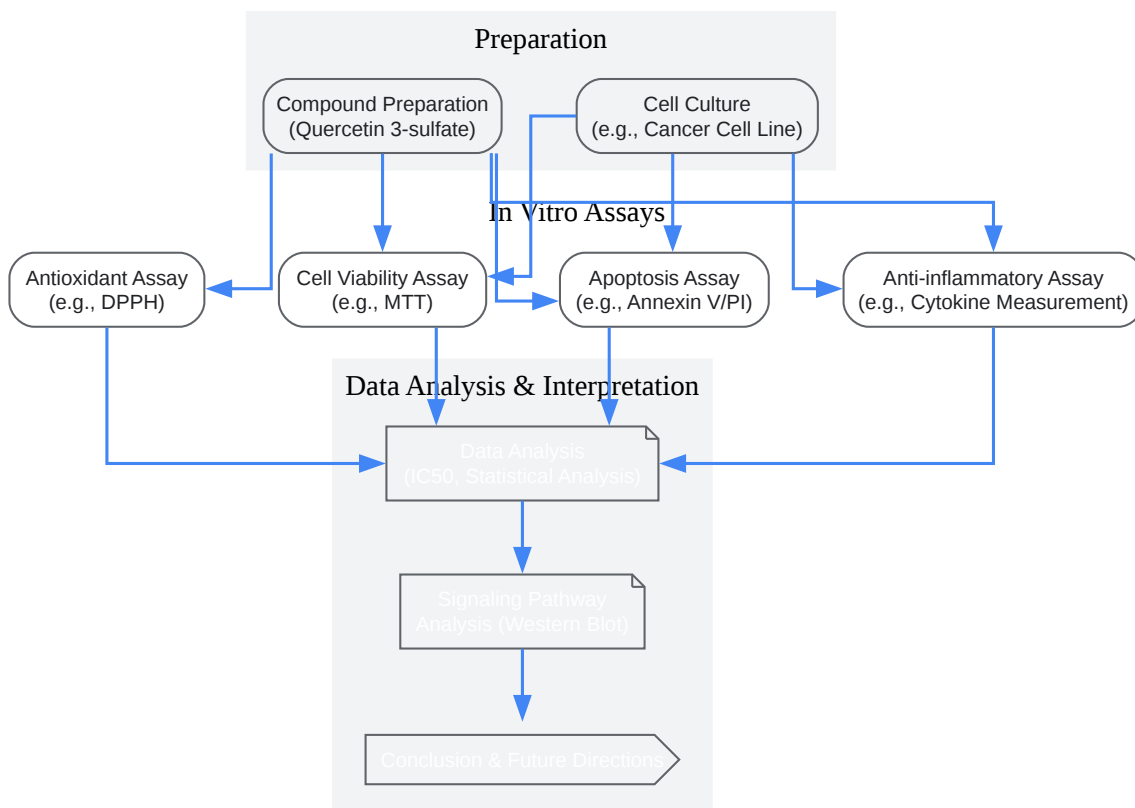 Preparation
Compound Preparation
(Quercetin 3-sulfate)
Cell Culture
(e.g., Cancer Cell Line)
In Vitro Assays
Antioxidant Assay
(e.g., DPPH)
Cell Viability Assay
(e.g., MTT)
Apoptosis Assay
(e.g., Annexin V/PI)
Anti-inflammatory Assay
(e.g., Cytokine Measurement)
Data Analysis & Interpretation
Data Analysis
(IC50, Statistical Analysis)
Signaling Pathway
Analysis (Western Blot)
Conclusion & Future Directions